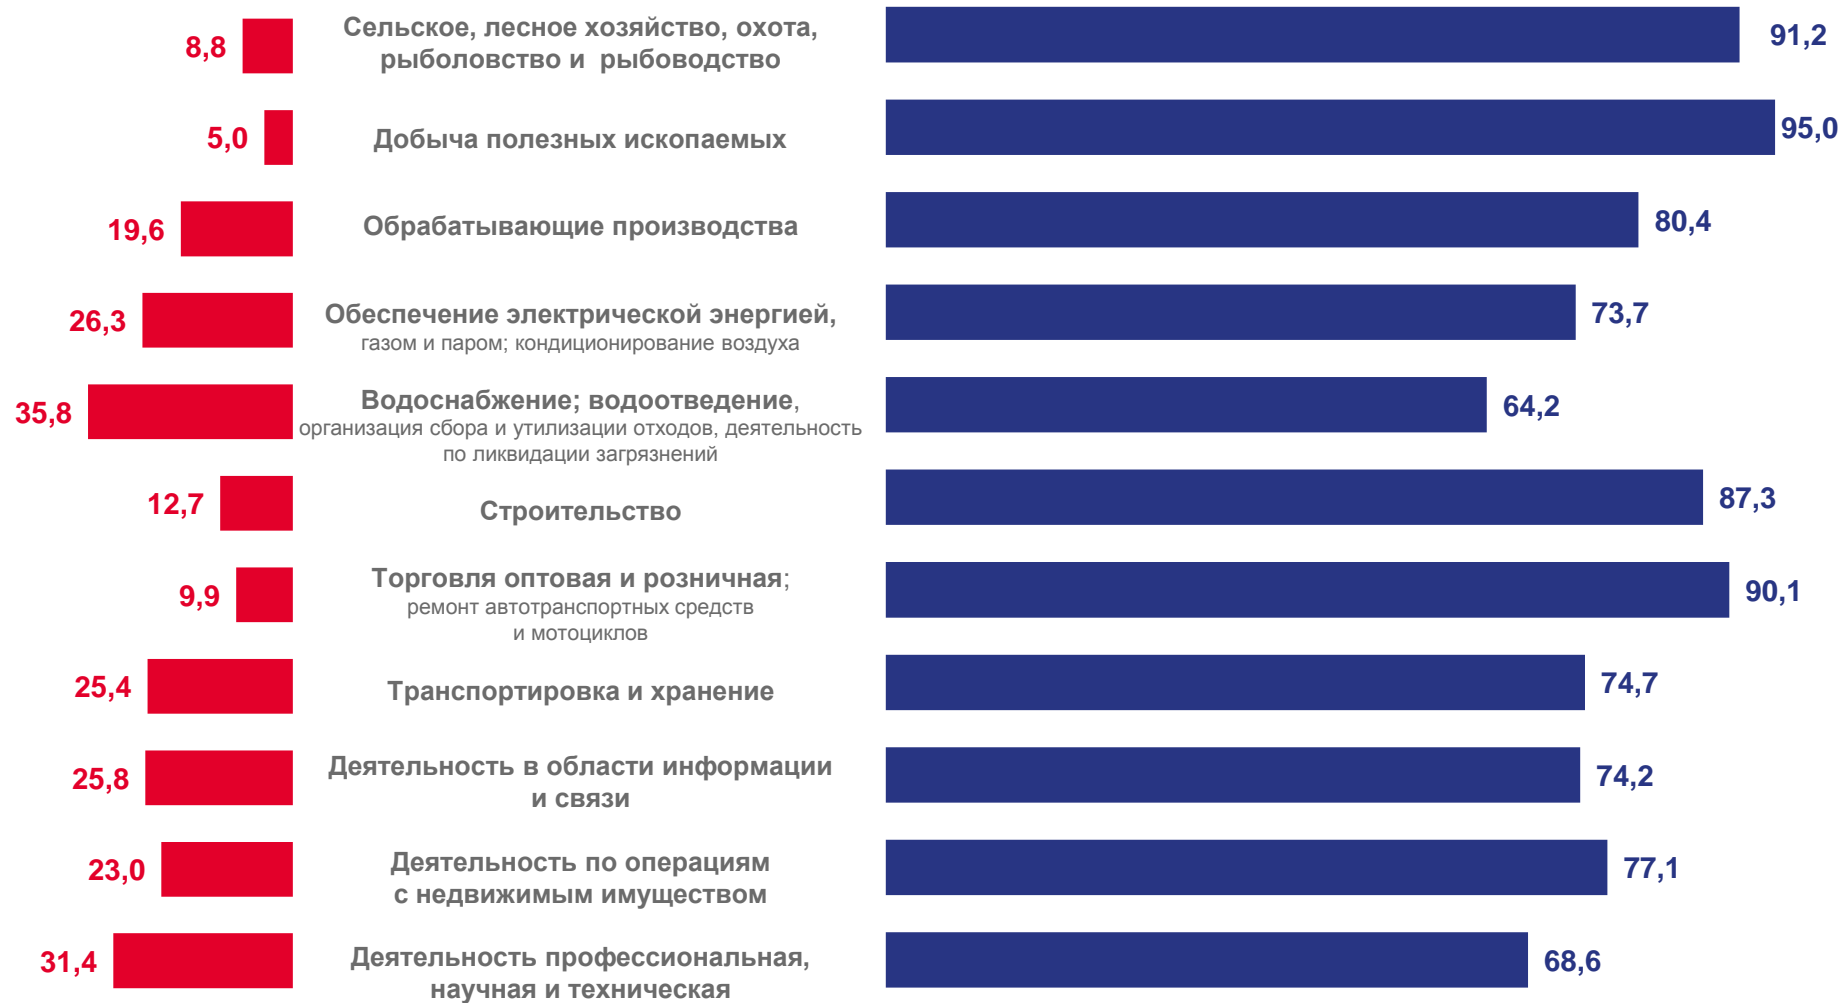 8,8
Сельское, лесное хозяйство, охота,
рыболовство и рыбоводство
91,2
5,0
Добыча полезных ископаемых
95,0
19,6
Обрабатывающие производства
80,4
26,3
Обеспечение электрической энергией,
газом и паром; кондиционирование воздуха
73,7
35,8
Водоснабжение; водоотведение,
организация сбора и утилизации отходов, деятельность
по ликвидации загрязнений
64,2
12,7
Строительство
87,3
9,9
Торговля оптовая и розничная;
ремонт автотранспортных средств
и мотоциклов
90,1
25,4
Транспортировка и хранение
74,7
25,8
Деятельность в области информации
и связи
74,2
23,0
Деятельность по операциям
с недвижимым имуществом
77,1
31,4
Деятельность профессиональная,
научная и техническая
68,6